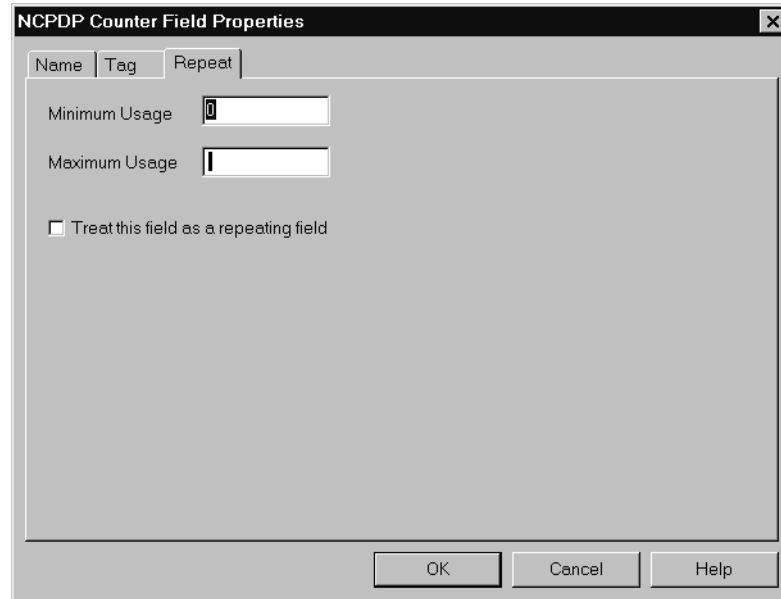 NCPDP Counter Field Properties
Name Tag Repeat
Minimum Usage 0
Maximum Usage
Treat this field as a repeating field
OK Cancel Help